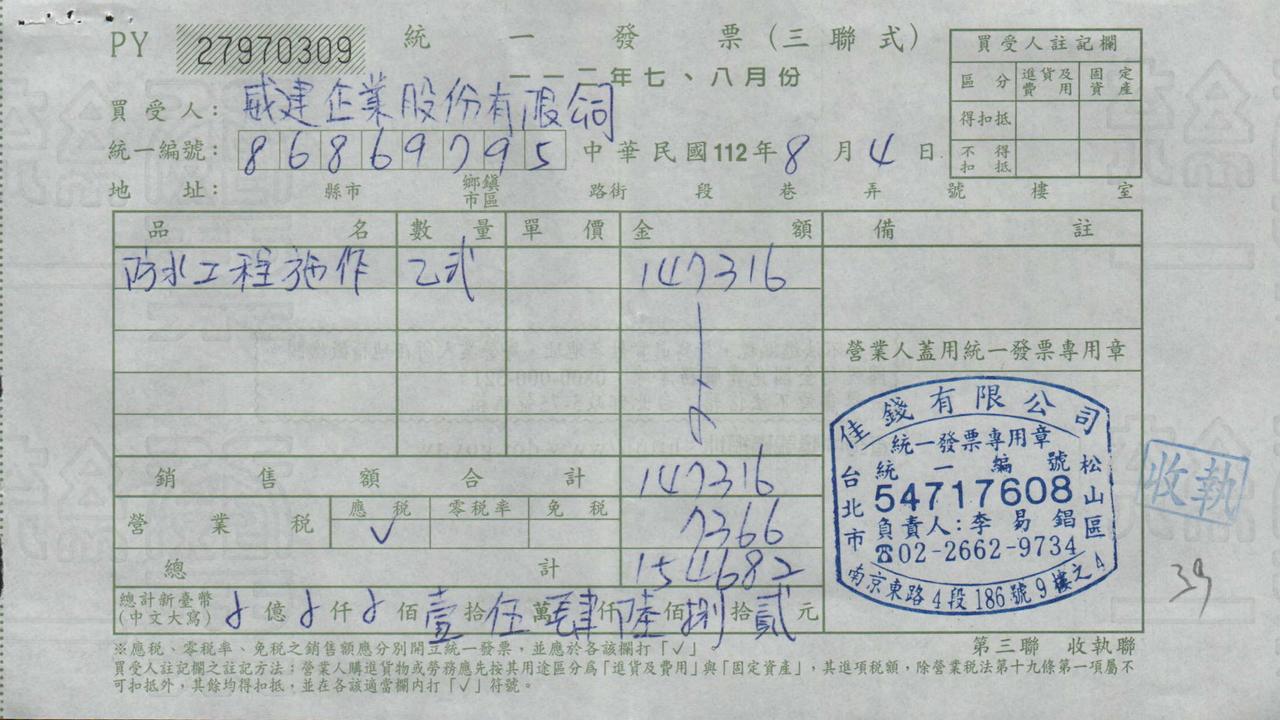 PY 27970309 統一發票(三聯式)
一一二年七、八月份
買受人註記欄
區分 進貨及費用 固定資產
得扣抵
不得扣抵
買受人: 威建企業股份有限公司
統一編號: 86869795 中華民國112年8月4日
地址: 縣市 鄉鎮市區 路街 段 巷 弄 號 樓 室
品名 數量 單價 金額 備註
防水工程施作 乙式 147316
營業人蓋用統一發票專用章
銷售額合計 147316
營業稅 應稅 零稅率 免稅
✓ 7366
總計 154682
總計新臺幣(中文大寫) 億 仟 佰壹拾伍萬肆仟陸佰捌拾貳元
佳錢有限公司
統一發票專用章
統一編號
54717608
負責人:李易錩
☎02-2662-9734
台北市松山區
南京東路4段186號9樓之4
收執
39
※應稅、零稅率、免稅之銷售額應分別開立統一發票,並應於各該欄打「✓」。
第三聯 收執聯
買受人註記欄之註記方法:營業人購進貨物或勞務應先按其用途區分為「進貨及費用」與「固定資產」,其進項稅額,除營業稅法第十九條第一項屬不
可扣抵外,其餘均得扣抵,並在各該適當欄內打「✓」符號。